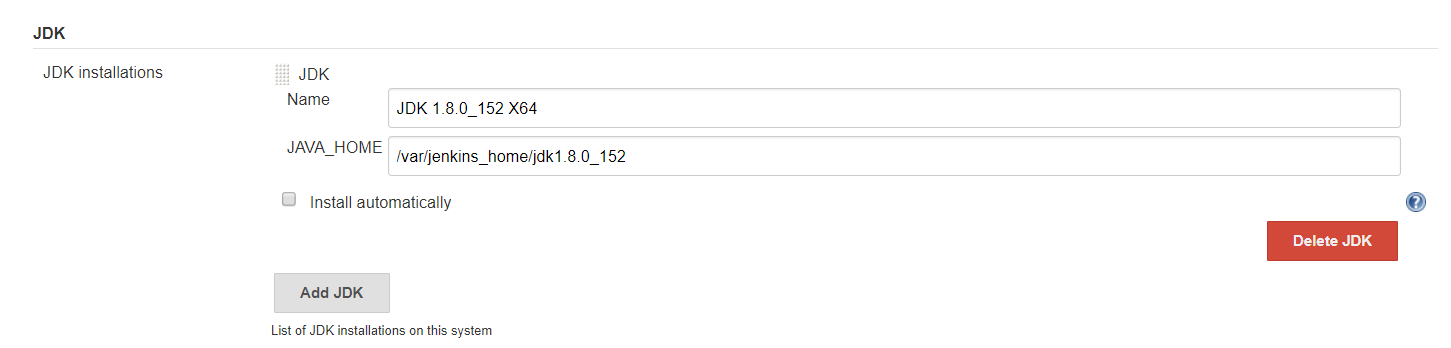 JDK
JDK installations
JDK
Name
JDK 1.8.0_152 X64
JAVA_HOME
/var/jenkins_home/jdk1.8.0_152
Install automatically
?
Delete JDK
Add JDK
List of JDK installations on this system